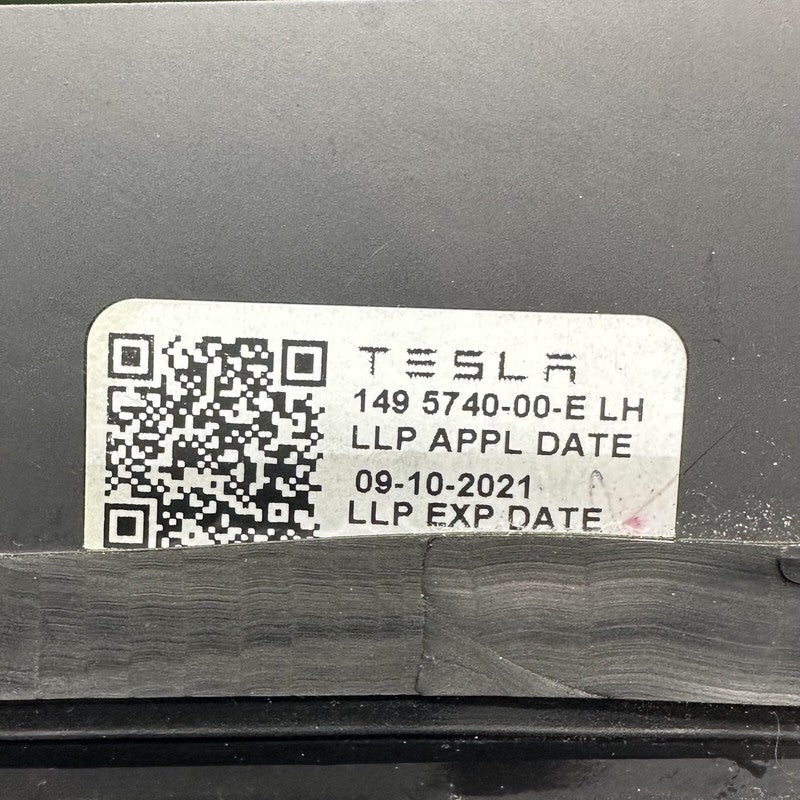 TESLA
149 5740-00-E LH
LLP APPL DATE
09-10-2021
LLP EXP DATE